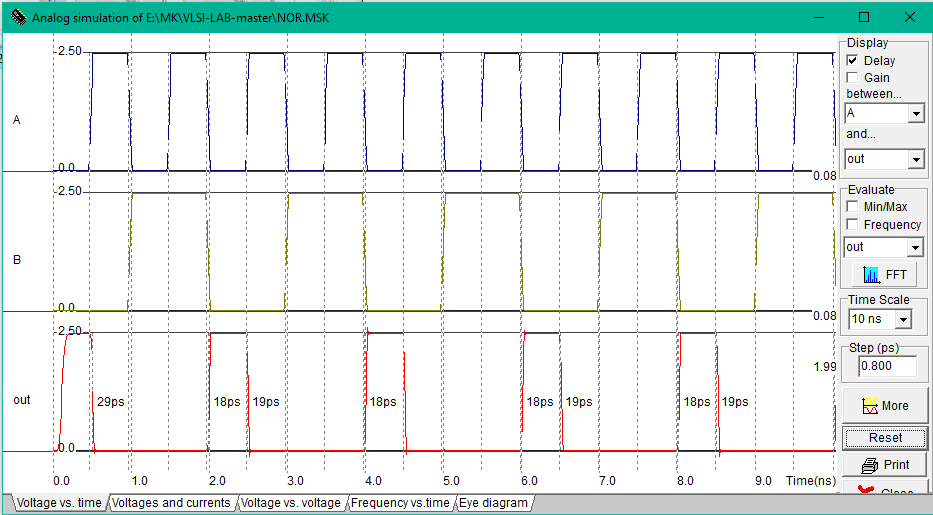 Analog simulation of E:\MK\VLSI-LAB-master\NOR.MSK
2.50
A
0.0
0.08
2.50
B
0.0
0.08
2.50
1.99
out
29ps 18ps 19ps 18ps 18ps 19ps 18ps 19ps
0.0
0.0 1.0 2.0 3.0 4.0 5.0 6.0 7.0 8.0 9.0 Time(ns)
Voltage vs. time Voltages and currents Voltage vs. voltage Frequency vs.time Eye diagram
Display
Delay
Gain
between...
A
and...
out
Evaluate
Min/Max
Frequency
out
FFT
Time Scale
10 ns
Step (ps)
0.800
More
Reset
Print
Close